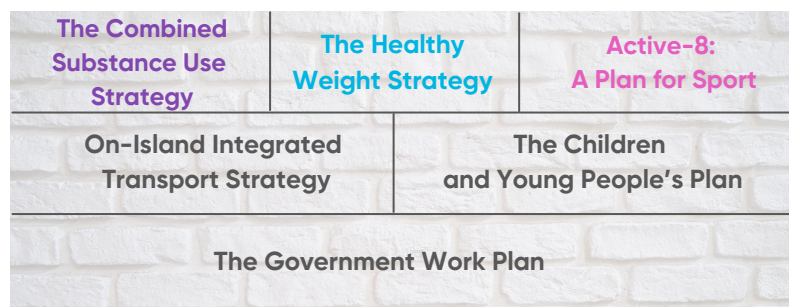 The Combined
Substance Use
Strategy
The Healthy
Weight Strategy
Active-8:
A Plan for Sport
On-Island Integrated
Transport Strategy
The Children
and Young People’s Plan
The Government Work Plan